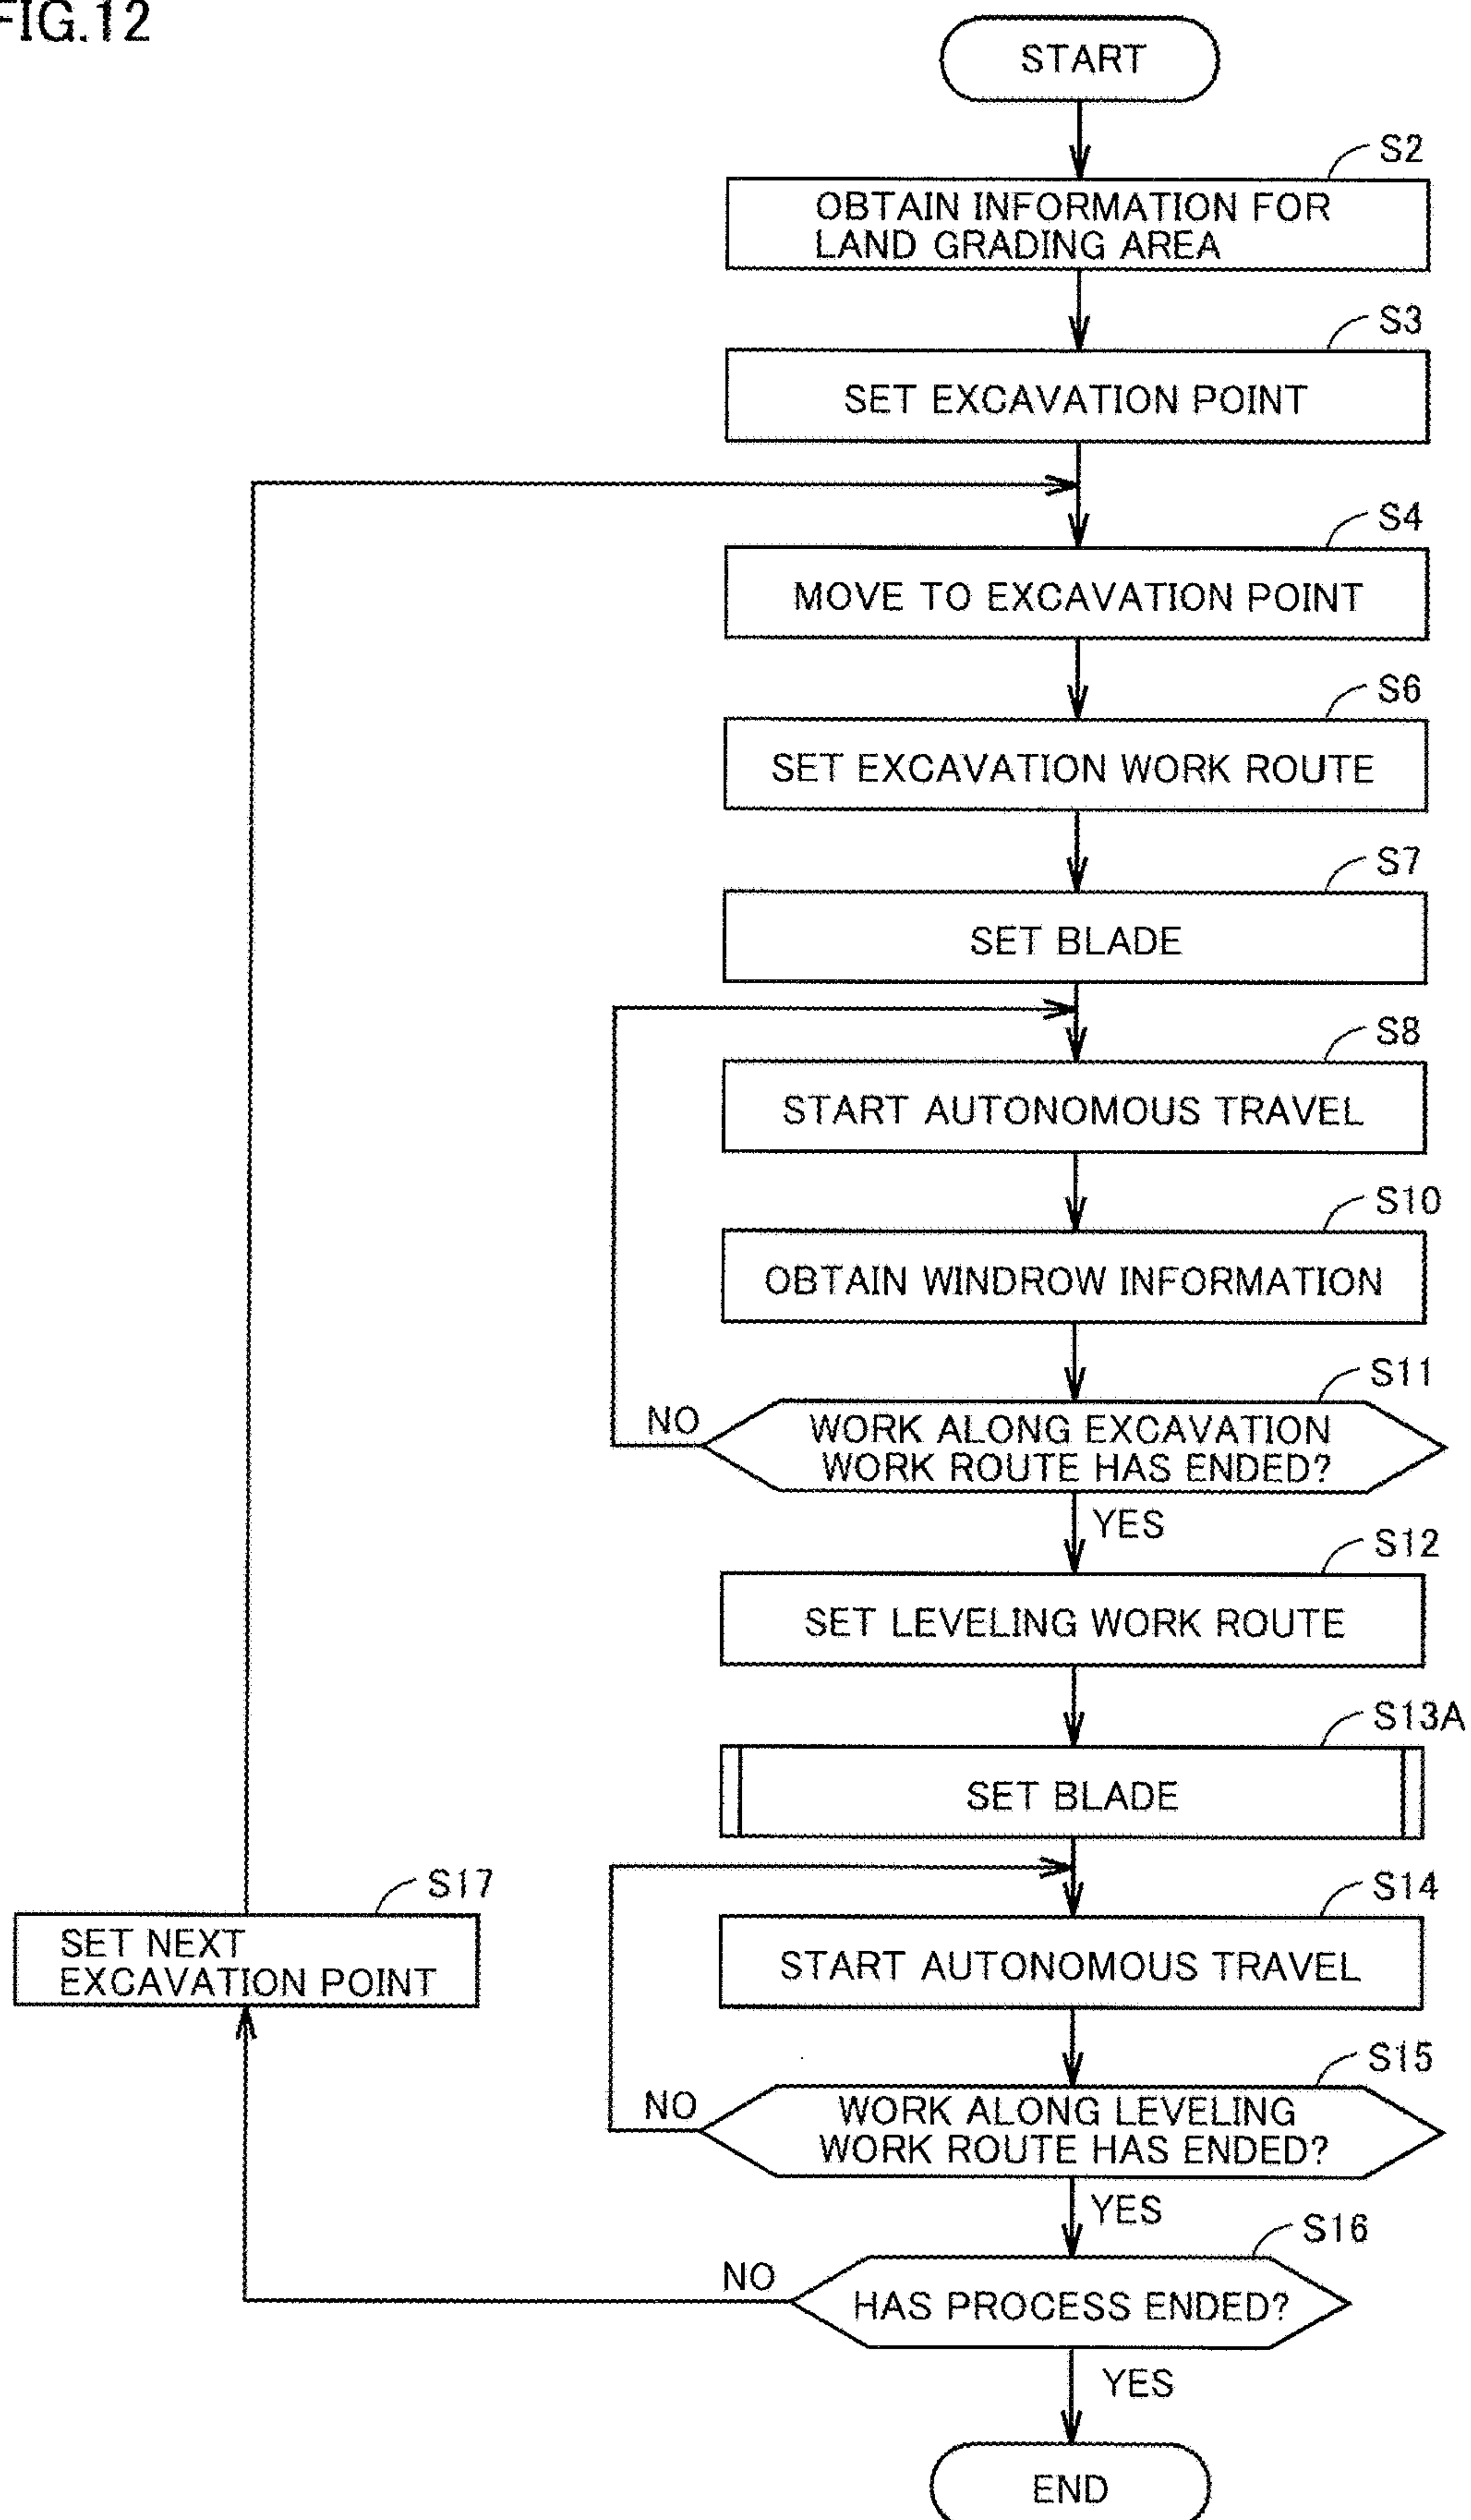 FIG.12
START
S2
OBTAIN INFORMATION FOR
LAND GRADING AREA
S3
SET EXCAVATION POINT
S4
MOVE TO EXCAVATION POINT
S6
SET EXCAVATION WORK ROUTE
S7
SET BLADE
S8
START AUTONOMOUS TRAVEL
S10
OBTAIN WINDROW INFORMATION
S11
NO
WORK ALONG EXCAVATION
WORK ROUTE HAS ENDED?
YES
S12
SET LEVELING WORK ROUTE
S13A
SET BLADE
S17
SET NEXT
EXCAVATION POINT
S14
START AUTONOMOUS TRAVEL
S15
NO
WORK ALONG LEVELING
WORK ROUTE HAS ENDED?
YES
S16
NO
HAS PROCESS ENDED?
YES
END